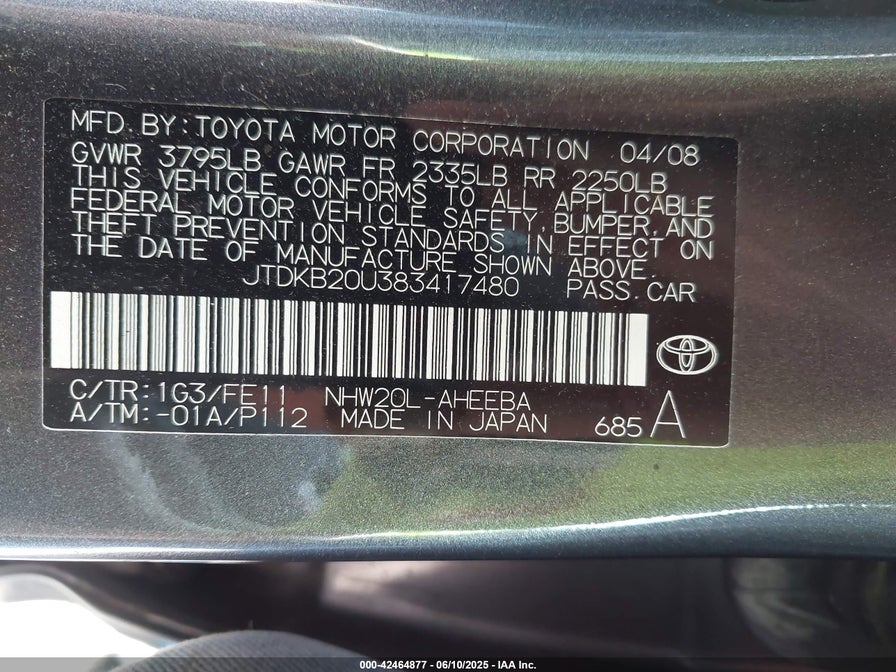 MFD.BY:TOYOTA MOTOR CORPORATION 04/08
GVWR 3795LB GAWR FR 2335LB RR 2250LB
THIS VEHICLE CONFORMS TO ALL APPLICABLE
FEDERAL MOTOR VEHICLE SAFETY,BUMPER,AND
THEFT PREVENTION STANDARDS IN EFFECT ON
THE DATE OF MANUFACTURE SHOWN ABOVE.
JTDKB20U383417480 PASS.CAR
C/TR:1G3/FE11 NHW20L-AHEEBA
A/TM:-01A/P112 MADE IN JAPAN 685 A
000-42464877 - 06/10/2025 - IAA Inc.